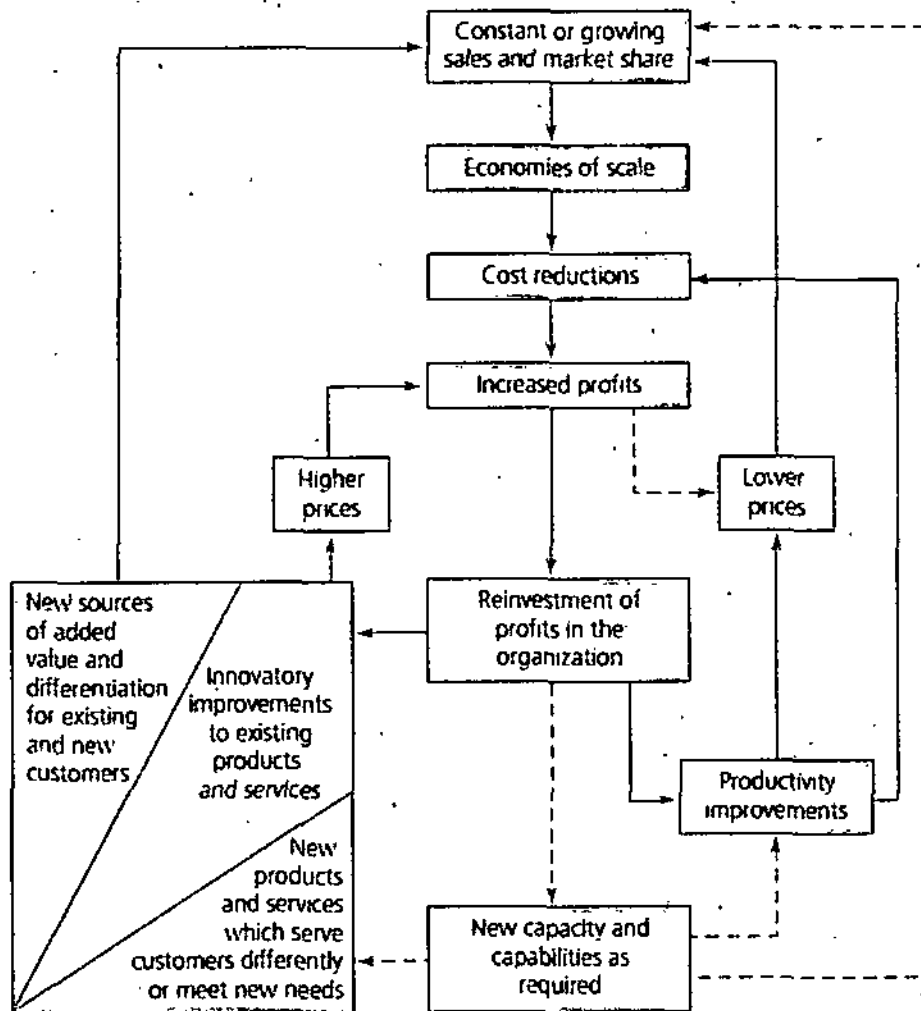 Constant or growing
sales and market share
Economies of scale
Cost reductions
Increased profits
Higher
prices
Lower
prices
New sources
of added
value and
differentiation
for existing
and new
customers
Innovatory
improvements
to existing
products
and services
Reinvestment of
profits in the
organization
Productivity
improvements
New
products
and services
which serve
customers differently
or meet new needs
New capacity and
capabilities as
required